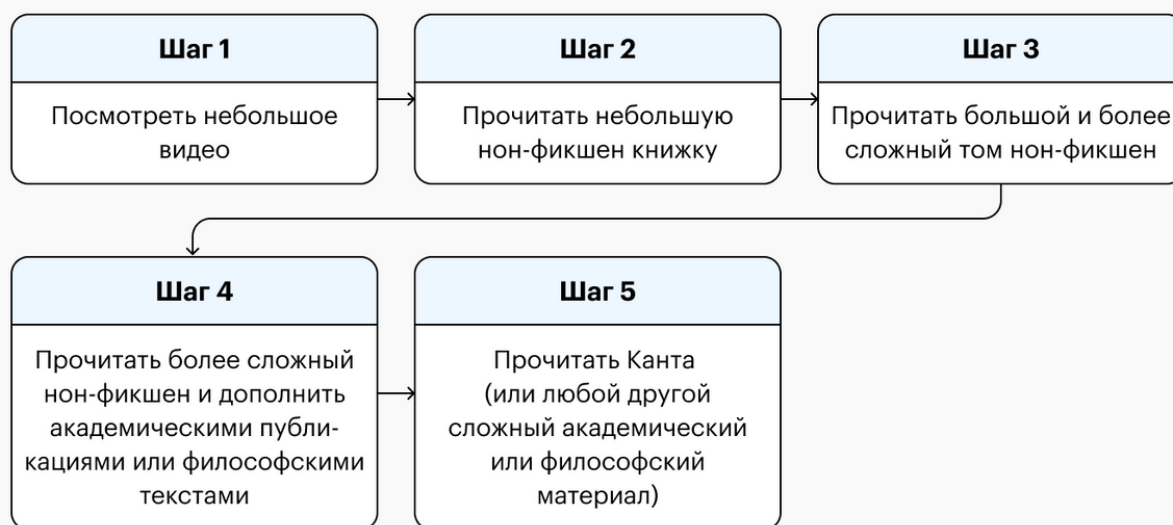 Шаг 1
Посмотреть небольшое
видео
Шаг 2
Прочитать небольшую
нон-фикшен книжку
Шаг 3
Прочитать большой и более
сложный том нон-фикшен
Шаг 4
Прочитать более сложный
нон-фикшен и дополнить
академическими публи-
кациями или философскими
текстами
Шаг 5
Прочитать Канта
(или любой другой
сложный академический
или философский
материал)